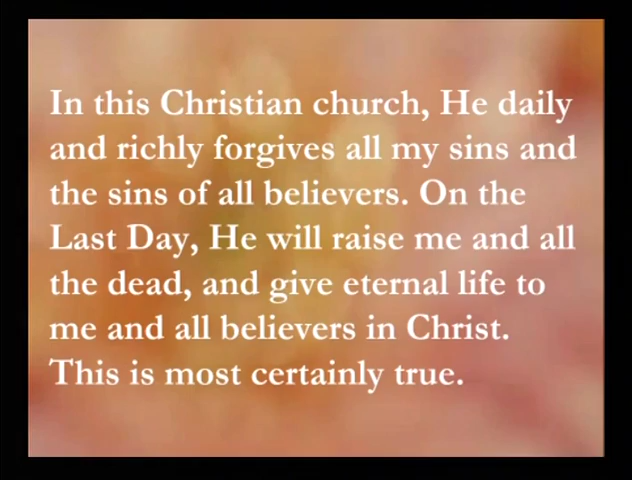 In this Christian church, He daily
and richly forgives all my sins and
the sins of all believers. On the
Last Day, He will raise me and all
the dead, and give eternal life to
me and all believers in Christ.
This is most certainly true.